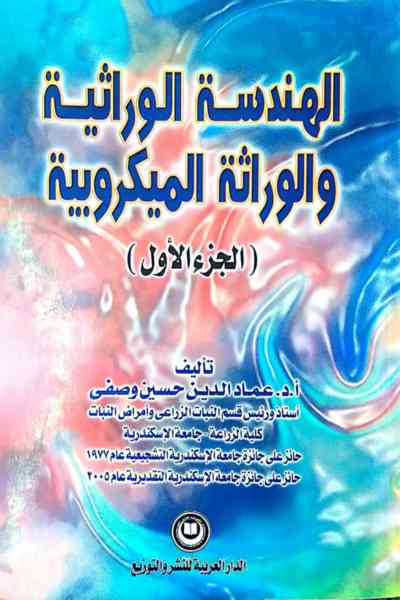 الهندسة الوراثية
والوراثة الميكروبية
(الجزء الأول)
تأليف
أ.د. عماد الدين حسين وصفى
أستاذ ورئيس قسم النبات الزراعى وأمراض النبات
كلية الزراعة - جامعة الإسكندرية
حائز على جائزة جامعة الإسكندرية التشجيعية عام ١٩٧٧
حائز على جائزة جامعة الإسكندرية التقديرية عام ٢٠٠٥
الدار العربية للنشر والتوزيع